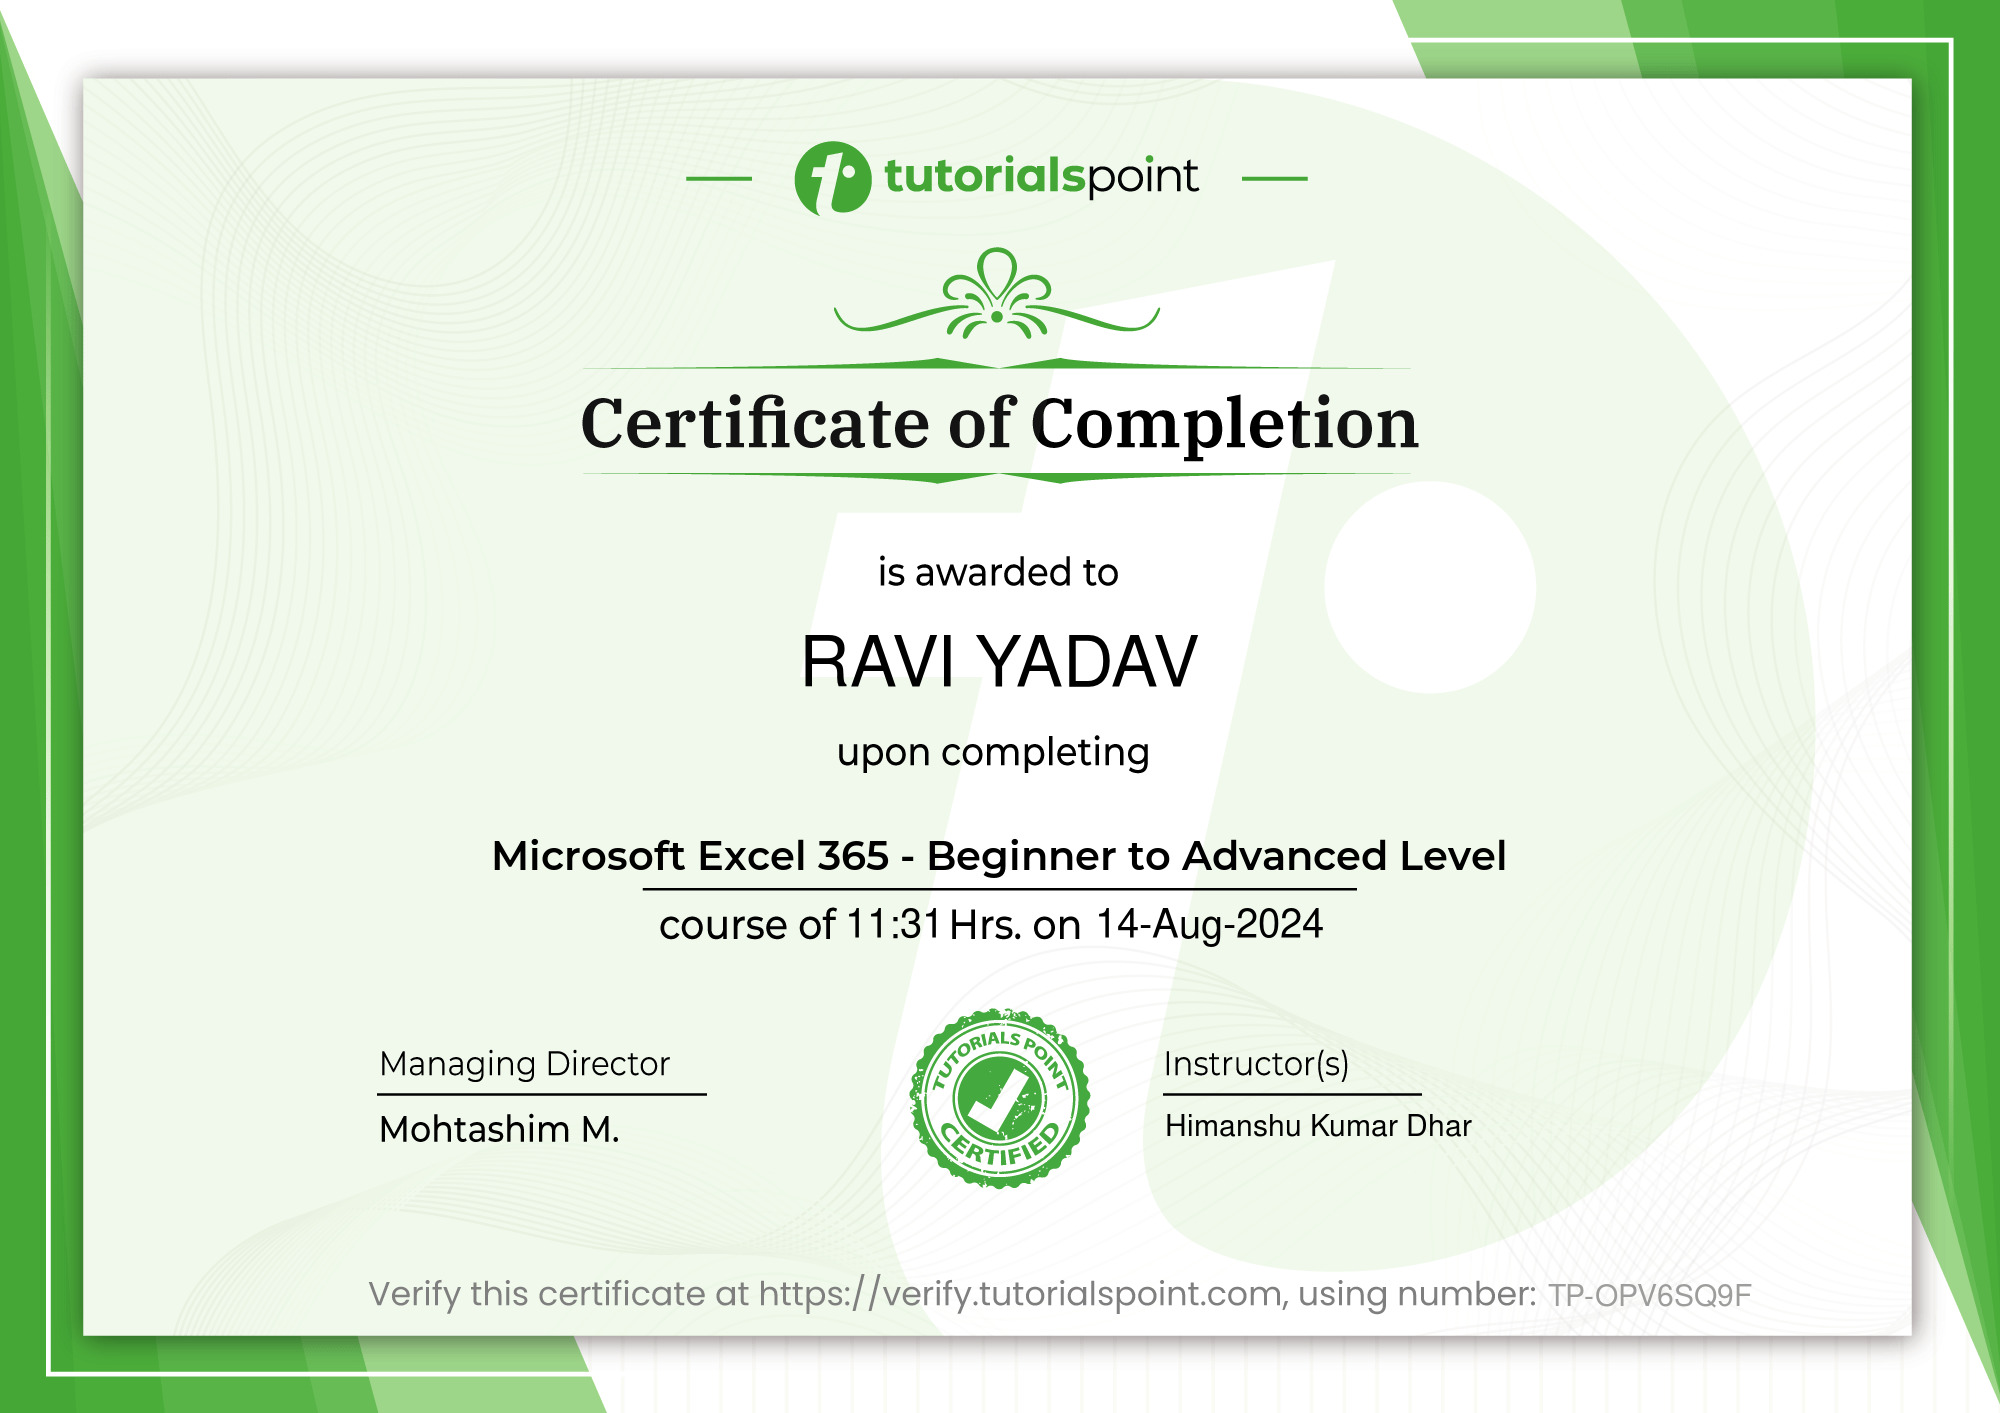 tutorialspoint
Certificate of Completion
is awarded to
RAVI YADAV
upon completing
Microsoft Excel 365 - Beginner to Advanced Level
course of 11:31 Hrs. on 14-Aug-2024
Managing Director
Mohtashim M.
TUTORIALS POINT
CERTIFIED
Instructor(s)
Himanshu Kumar Dhar
Verify this certificate at https://verify.tutorialspoint.com, using number: TP-OPV6SQ9F